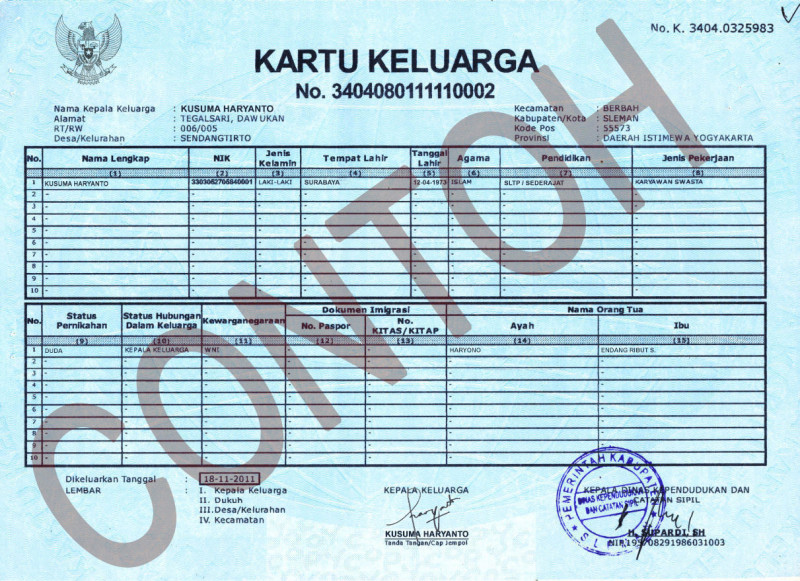 No. K. 3404.0325983
KARTU KELUARGA
No. 3404080111110002
Nama Kepala Keluarga : KUSUMA HARYANTO
Alamat : TEGALSARI, DAWUKAN
RT/RW : 006/005
Desa/Kelurahan : SENDANGTIRTO
Kecamatan : BERBAH
Kabupaten/Kota : SLEMAN
Kode Pos : 55573
Provinsi : DAERAH ISTIMEWA YOGYAKARTA
No. Nama Lengkap NIK Jenis Kelamin Tempat Lahir Tanggal Lahir Agama Pendidikan Jenis Pekerjaan
(1) (2) (3) (4) (5) (6) (7) (8)
1 KUSUMA HARYANTO LAKI-LAKI SURABAYA 12-04-1973 ISLAM SLTP / SEDERAJAT KARYAWAN SWASTA
2 - - - - - - - -
3 - - - - - - - -
4 - - - - - - - -
5 - - - - - - - -
6 - - - - - - - -
7 - - - - - - - -
8 - - - - - - - -
9 - - - - - - - -
10 - - - - - - - -
No. Status Pernikahan Status Hubungan Dalam Keluarga Kewarganegaraan Dokumen Imigrasi Nama Orang Tua
No. Paspor No. KITAS/KITAP Ayah Ibu
(9) (10) (11) (12) (13) (14) (15)
1 DUDA KEPALA KELUARGA WNI - - HARYONO ENDANG RIBUT S.
2 - - - - - - -
3 - - - - - - -
4 - - - - - - -
5 - - - - - - -
6 - - - - - - -
7 - - - - - - -
8 - - - - - - -
9 - - - - - - -
10 - - - - - - -
CONTOH
Dikeluarkan Tanggal : 18-11-2011
LEMBAR : I. Kepala Keluarga
II. Dukuh
III. Desa/Kelurahan
IV. Kecamatan
KEPALA KELUARGA
KUSUMA HARYANTO
Tanda Tangan/Cap Jempol
KEPALA DINAS KEPENDUDUKAN DAN
CATATAN SIPIL
PEMERINTAH KABUPATEN
DINAS KEPENDUDUKAN
DAN CATATAN SIPIL
SUPARDI, SH